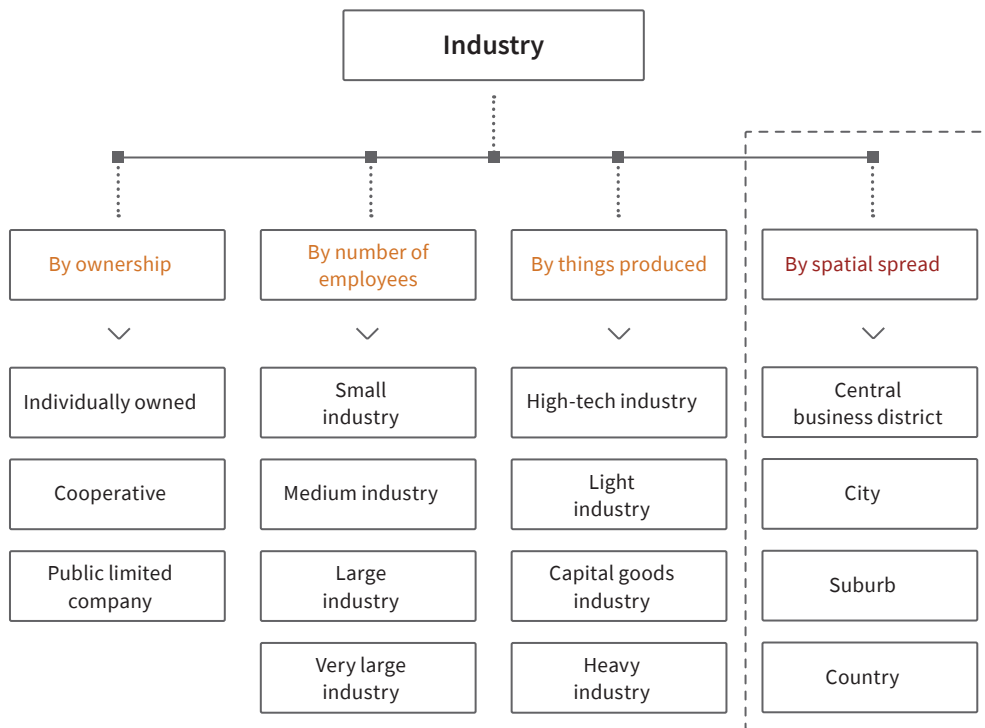 Industry
By ownership
By number of
employees
By things produced
By spatial spread
Individually owned
Cooperative
Public limited
company
Small
industry
Medium industry
Large
industry
Very large
industry
High-tech industry
Light
industry
Capital goods
industry
Heavy
industry
Central
business district
City
Suburb
Country